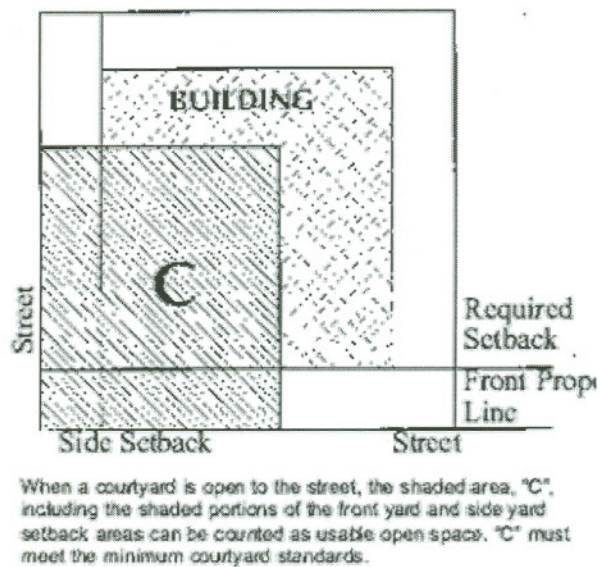 BUILDING
C
Street
Required
Setback
Front Prope
Line
Side Setback
Street
When a courtyard is open to the street, the shaded area, "C",
including the shaded portions of the front yard and side yard
setback areas can be counted as usable open space. "C" must
meet the minimum courtyard standards.